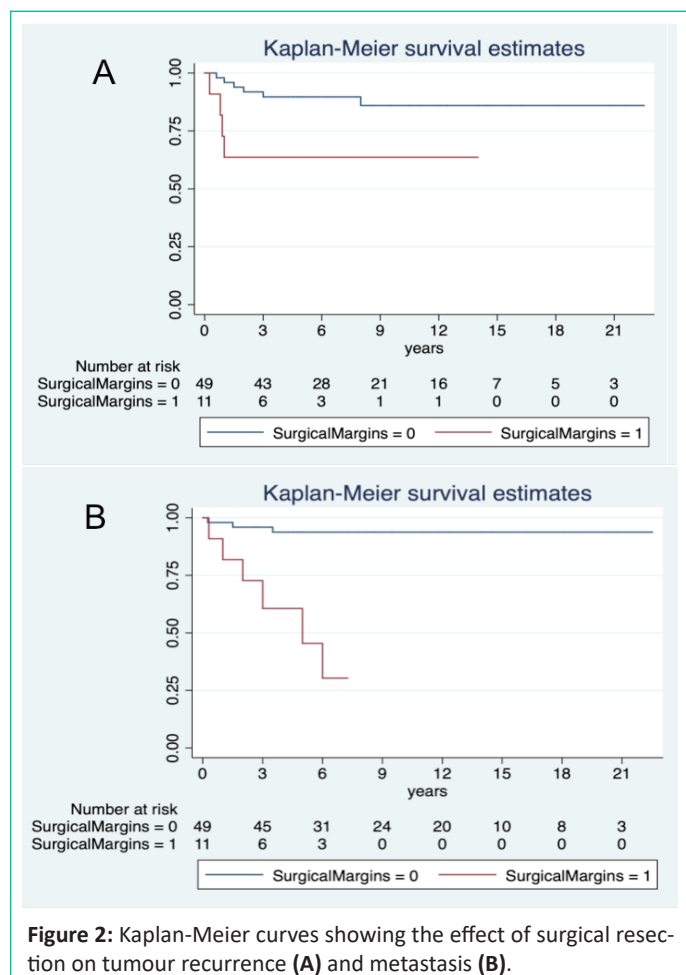 A
Kaplan-Meier survival estimates
1.00
0.75
0.50
0.25
0.00
0 3 6 9 12 15 18 21
years
Number at risk
SurgicalMargins = 0 49 43 28 21 16 7 5 3
SurgicalMargins = 1 11 6 3 1 1 0 0 0
SurgicalMargins = 0 SurgicalMargins = 1
B
Kaplan-Meier survival estimates
1.00
0.75
0.50
0.25
0.00
0 3 6 9 12 15 18 21
years
Number at risk
SurgicalMargins = 0 49 45 31 24 20 10 8 3
SurgicalMargins = 1 11 6 3 0 0 0 0 0
SurgicalMargins = 0 SurgicalMargins = 1
Figure 2: Kaplan-Meier curves showing the effect of surgical resec-
tion on tumour recurrence (A) and metastasis (B).